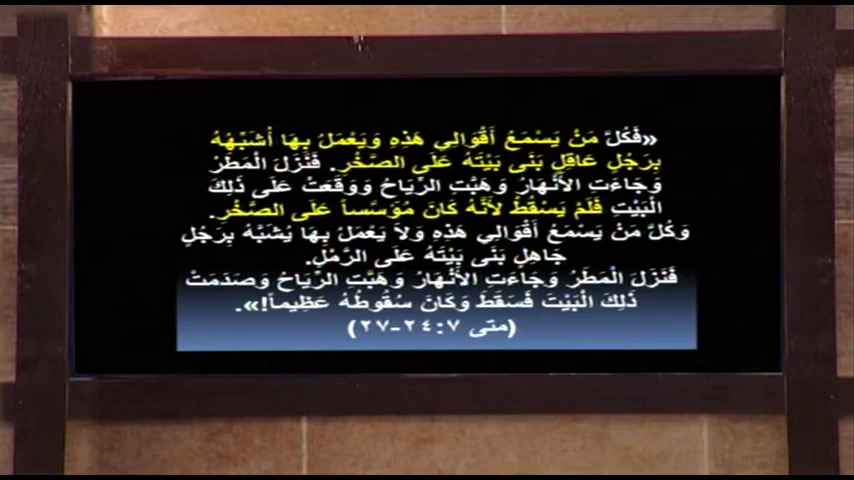 «فَكُلَّ مَنْ يَسْمَعُ أَقْوَالِي هَذِهِ وَيَعْمَلُ بِهَا أُشَبِّهُهُ
بِرَجُلٍ عَاقِلٍ بَنَى بَيْتَهُ عَلَى الصَّخْرِ. فَنَزَلَ الْمَطَرُ
وَجَاءَتِ الأَنْهَارُ وَهَبَّتِ الرِّيَاحُ وَوَقَعَتْ عَلَى ذَلِكَ
الْبَيْتِ فَلَمْ يَسْقُطْ لأَنَّهُ كَانَ مُؤَسَّساً عَلَى الصَّخْرِ.
وَكُلَّ مَنْ يَسْمَعُ أَقْوَالِي هَذِهِ وَلاَ يَعْمَلُ بِهَا يُشَبَّهُ بِرَجُلٍ
جَاهِلٍ بَنَى بَيْتَهُ عَلَى الرَّمْلِ.
فَنَزَلَ الْمَطَرُ وَجَاءَتِ الأَنْهَارُ وَهَبَّتِ الرِّيَاحُ وَصَدَمَتْ
ذَلِكَ الْبَيْتَ فَسَقَطَ وَكَانَ سُقُوطُهُ عَظِيماً!».
(متى ٧:٢٤-٢٧)